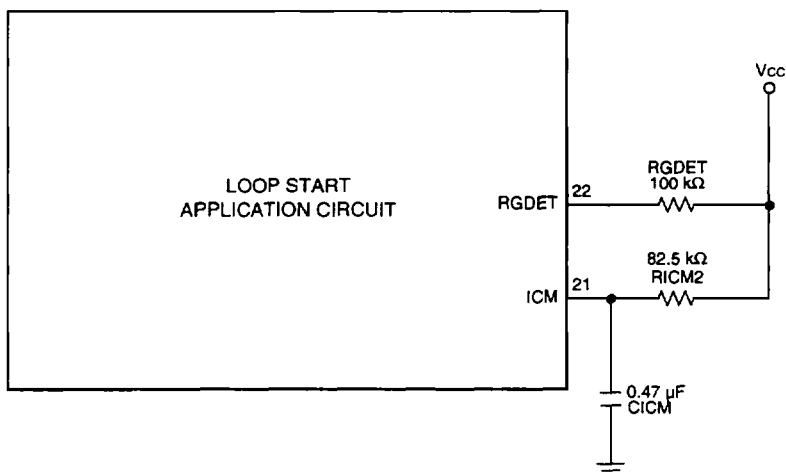 Vcc
LOOP START
APPLICATION CIRCUIT
RGDET
22
RGDET
100 kΩ
ICM
21
82.5 kΩ
RICM2
0.47 μF
CICM